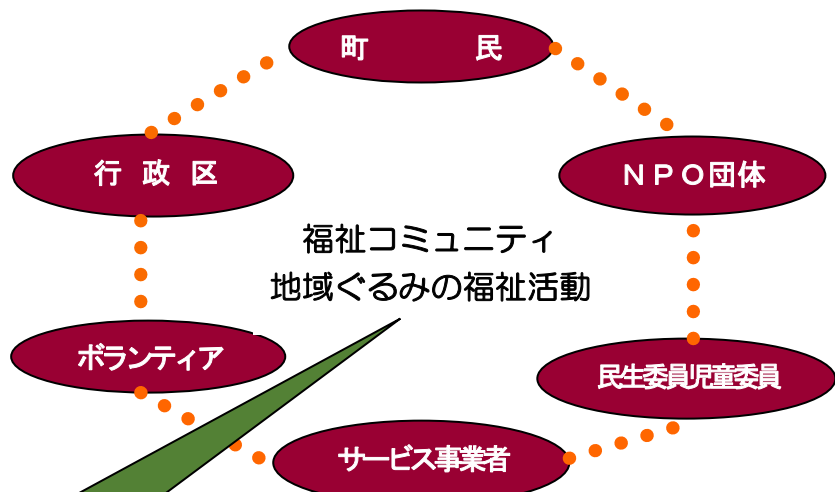 町　　民
行 政 区
ＮＰＯ団体
福祉コミュニティ
地域ぐるみの福祉活動
ボランティア
民生委員児童委員
サービス事業者